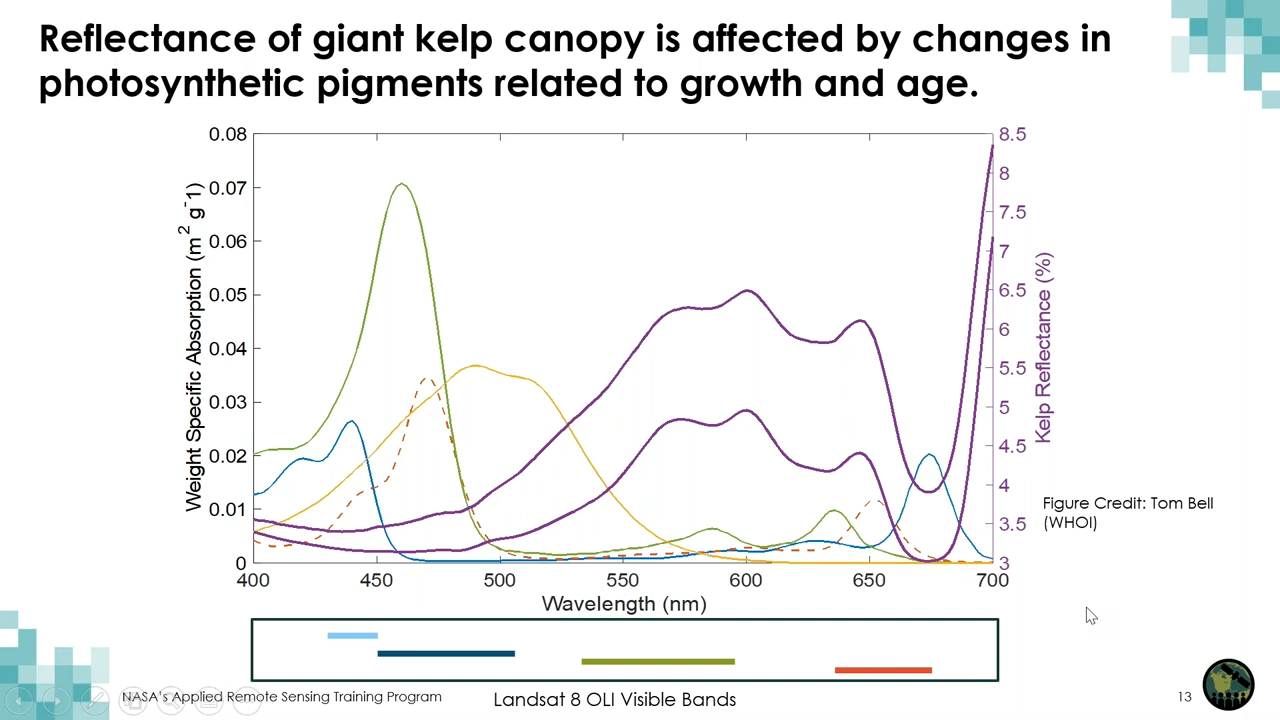 Reflectance of giant kelp canopy is affected by changes in
photosynthetic pigments related to growth and age.
Weight Specific Absorption (m2 g-1)
0.08
0.07
0.06
0.05
0.04
0.03
0.02
0.01
0
8.5
8
7.5
7
6.5
6
5.5
5
4.5
4
3.5
3
Kelp Reflectance (%)
400 450 500 550 600 650 700
Wavelength (nm)
Figure Credit: Tom Bell
(WHOI)
Landsat 8 OLI Visible Bands
NASA's Applied Remote Sensing Training Program
13